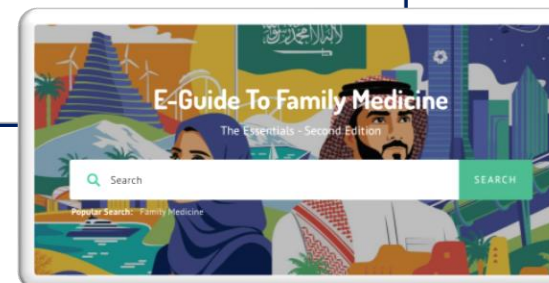 E-Guide To Family Medicine
The Essentials - Second Edition
Search
SEARCH
Popular Search: Family Medicine